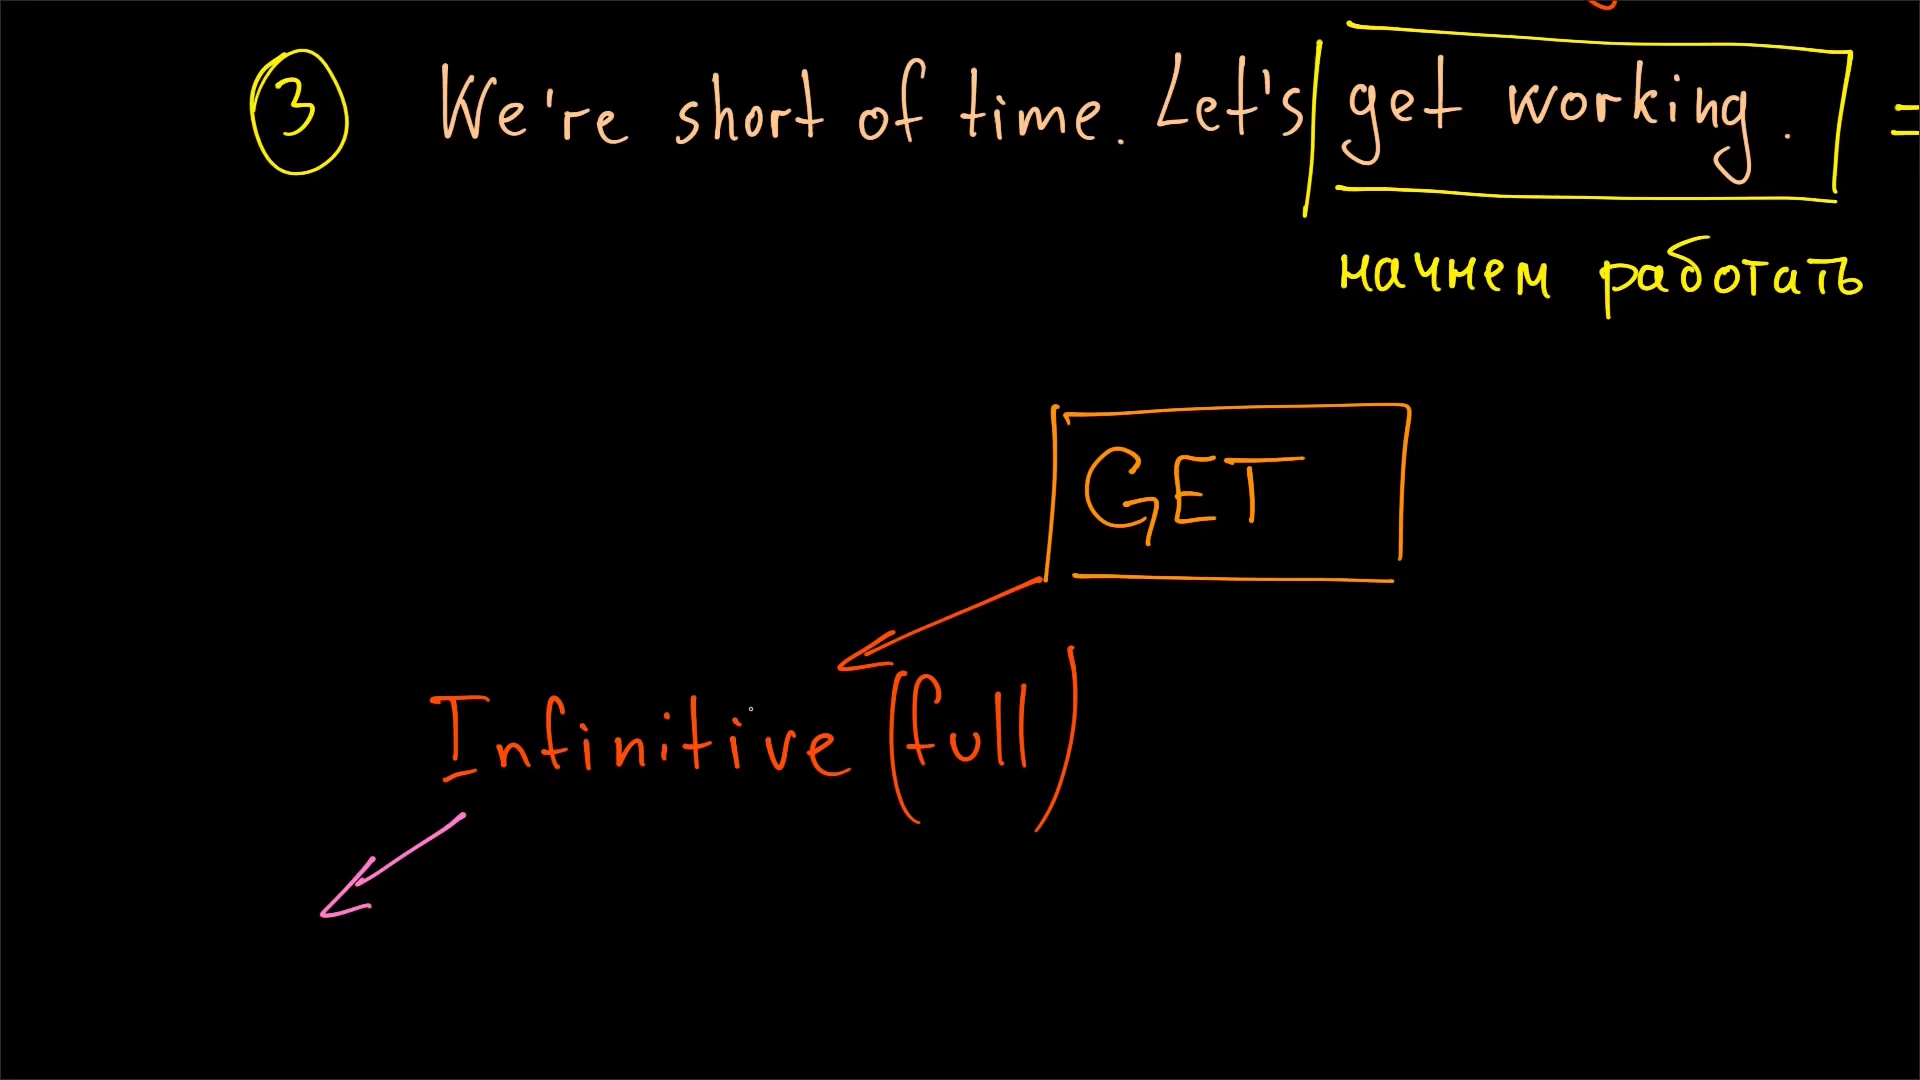 3 We're short of time. Let's get working. =
начнем работать
GET
Infinitive (full)